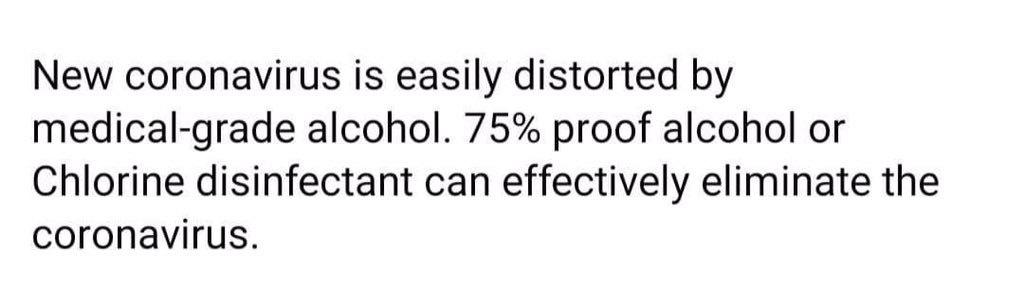 New coronavirus is easily distorted by
medical-grade alcohol. 75% proof alcohol or
Chlorine disinfectant can effectively eliminate the
coronavirus.